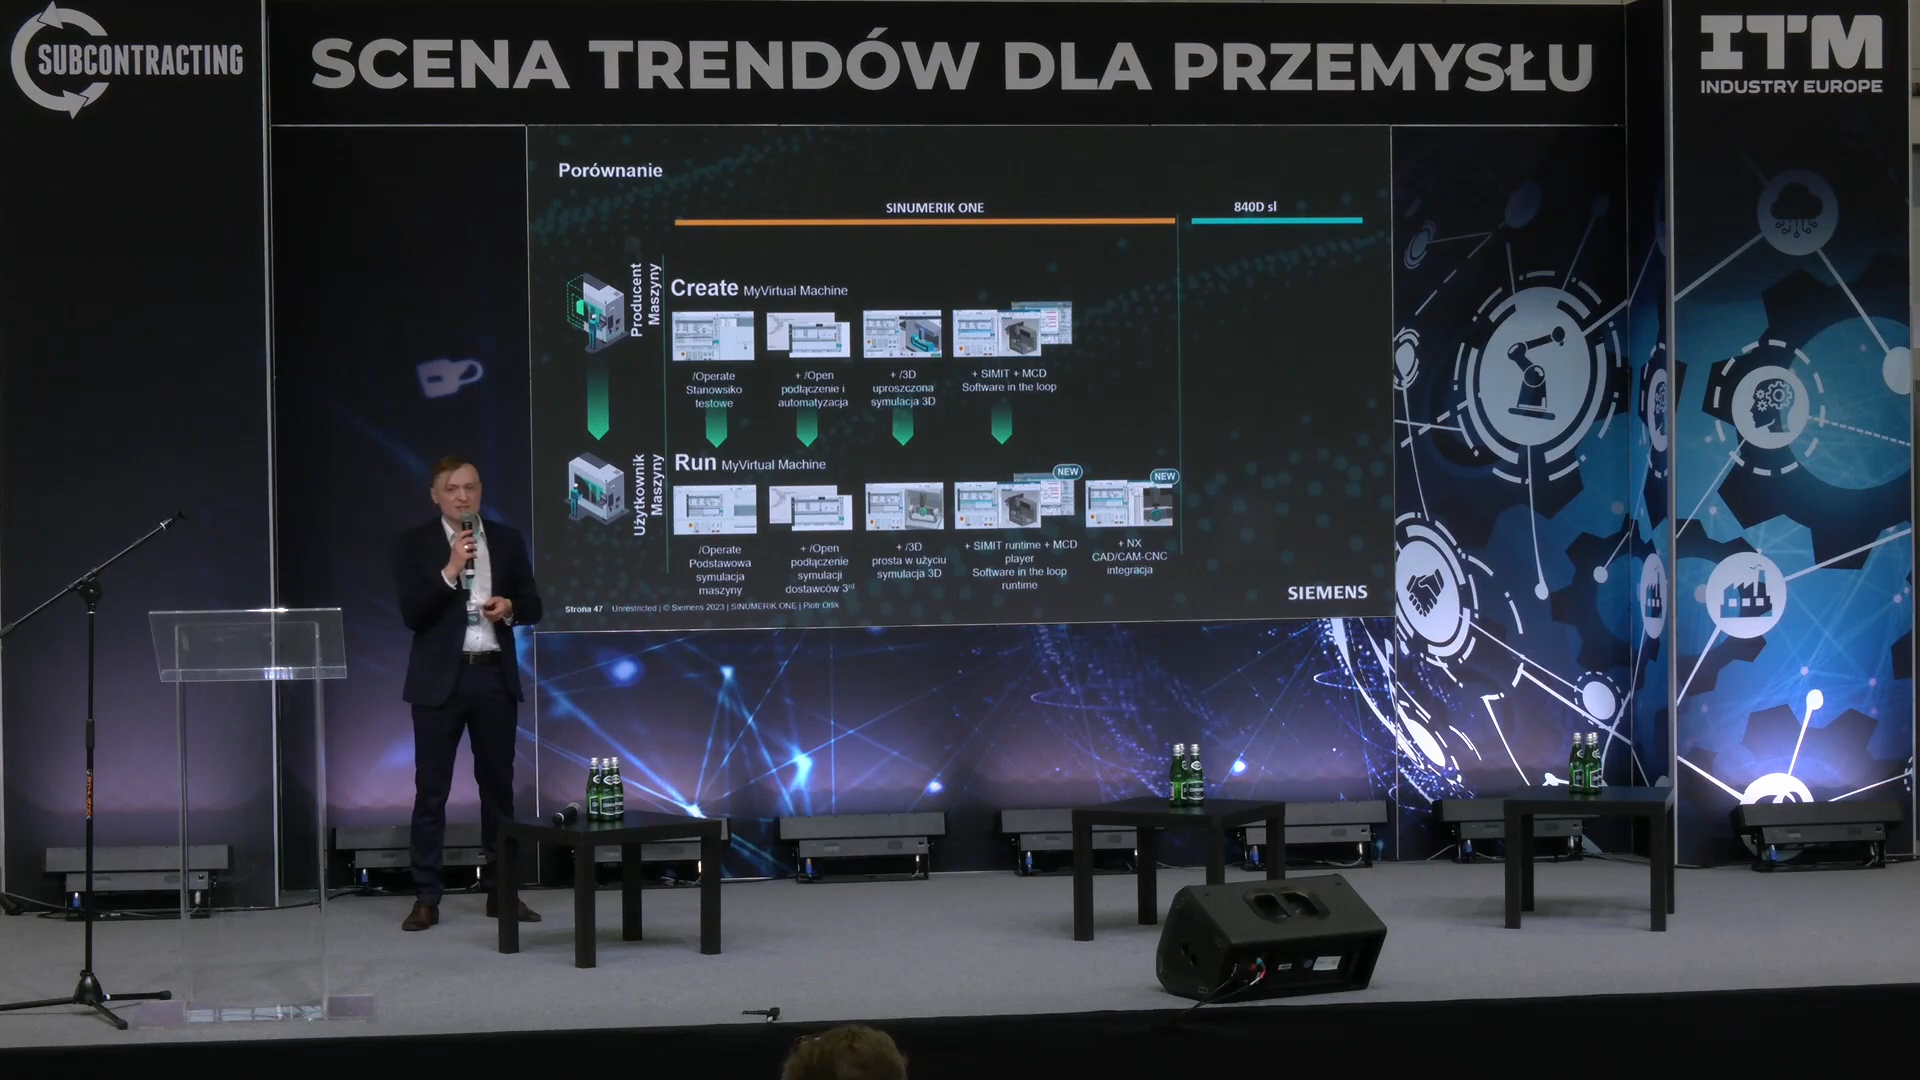 SUBCONTRACTING
SCENA TRENDÓW DLA PRZEMYSŁU
ITM
INDUSTRY EUROPE
Porównanie
SINUMERIK ONE
840D sl
Producent
Maszyny
Create MyVirtual Machine
/Operate
Stanowsiko
testowe
+ /Open
podłączenie i
automatyzacja
+ /3D
uproszczona
symulacja 3D
+ SIMIT + MCD
Software in the loop
Użytkownik
Maszyny
Run MyVirtual Machine
NEW
NEW
/Operate
Podstawowa
symulacja
maszyny
+ /Open
podłączenie
symulacji
dostawców 3rd
+ /3D
prosta w użyciu
symulacja 3D
+ SIMIT runtime + MCD
player
Software in the loop
runtime
+ NX
CAD/CAM-CNC
integracja
SIEMENS
Strona 47 Unrestricted | © Siemens 2023 | SINUMERIK ONE | Piotr Orlik